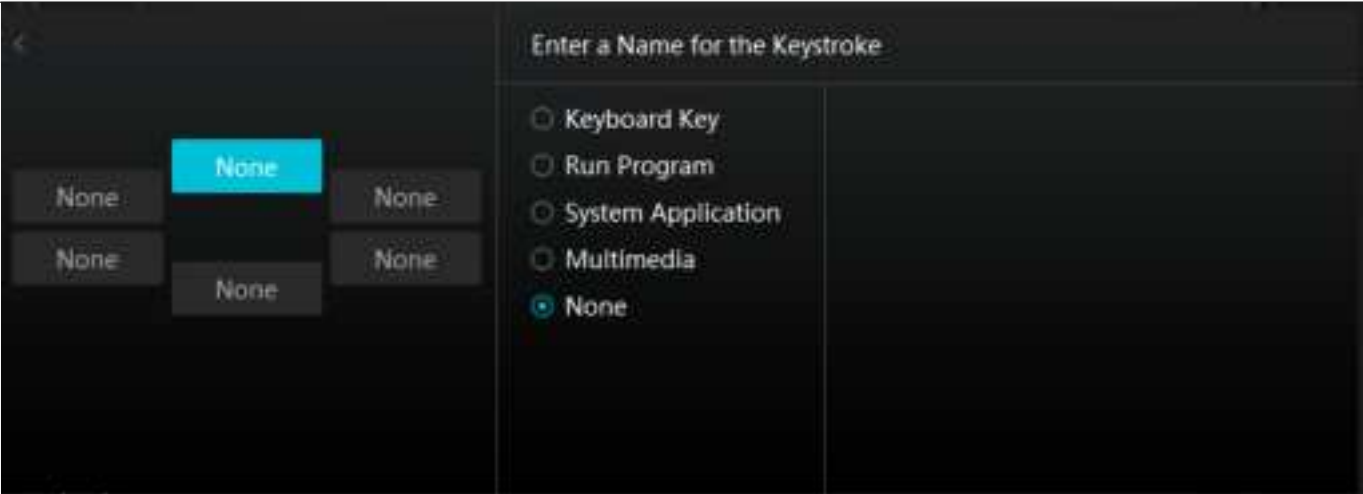 Enter a Name for the Keystroke
None
None
None
None
None
None
Keyboard Key
Run Program
System Application
Multimedia
None